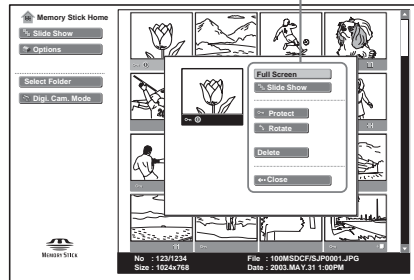 Memory Stick Home
Slide Show
Options
Select Folder
Digi. Cam. Mode
Full Screen
Slide Show
Protect
Rotate
Delete
Close
MEMORY STICK
No : 123/1234
Size : 1024x768
File : 100MSDCF/SJP0001.JPG
Date : 2003.MAY.31 1:00PM